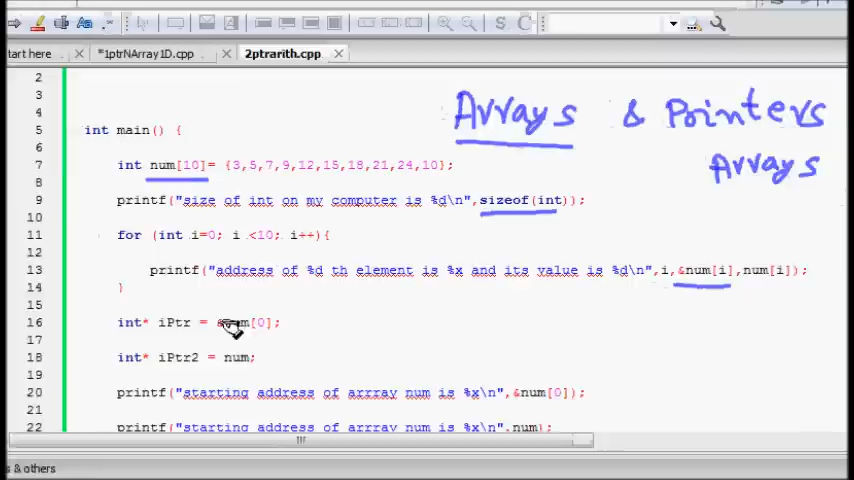 S
tart here *1ptrNArray1D.cpp 2ptrarith.cpp
2
3
4
5 int main() {
6
7 int num[10]= {3,5,7,9,12,15,18,21,24,10};
8
9 printf("size of int on my computer is %d\n",sizeof(int));
10
11 for (int i=0; i <10; i++){
12
13 printf("address of %d th element is %x and its value is %d\n",i,&num[i],num[i]);
14 }
15
16 int* iPtr = &num[0];
17
18 int* iPtr2 = num;
19
20 printf("starting address of arrray num is %x\n",&num[0]);
21
22 printf("starting address of arrray num is %x\n",num);
Arrays & Pointers
Arrays
s & others